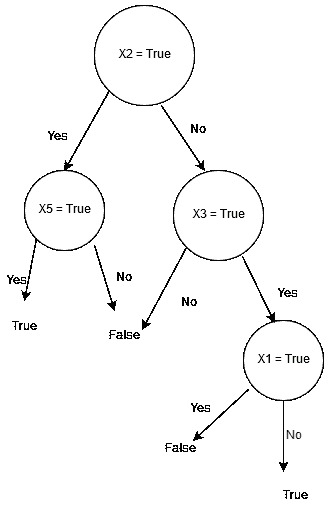 X2 = True
Yes
No
X5 = True
X3 = True
Yes
No
No
Yes
True
False
X1 = True
Yes
No
False
True